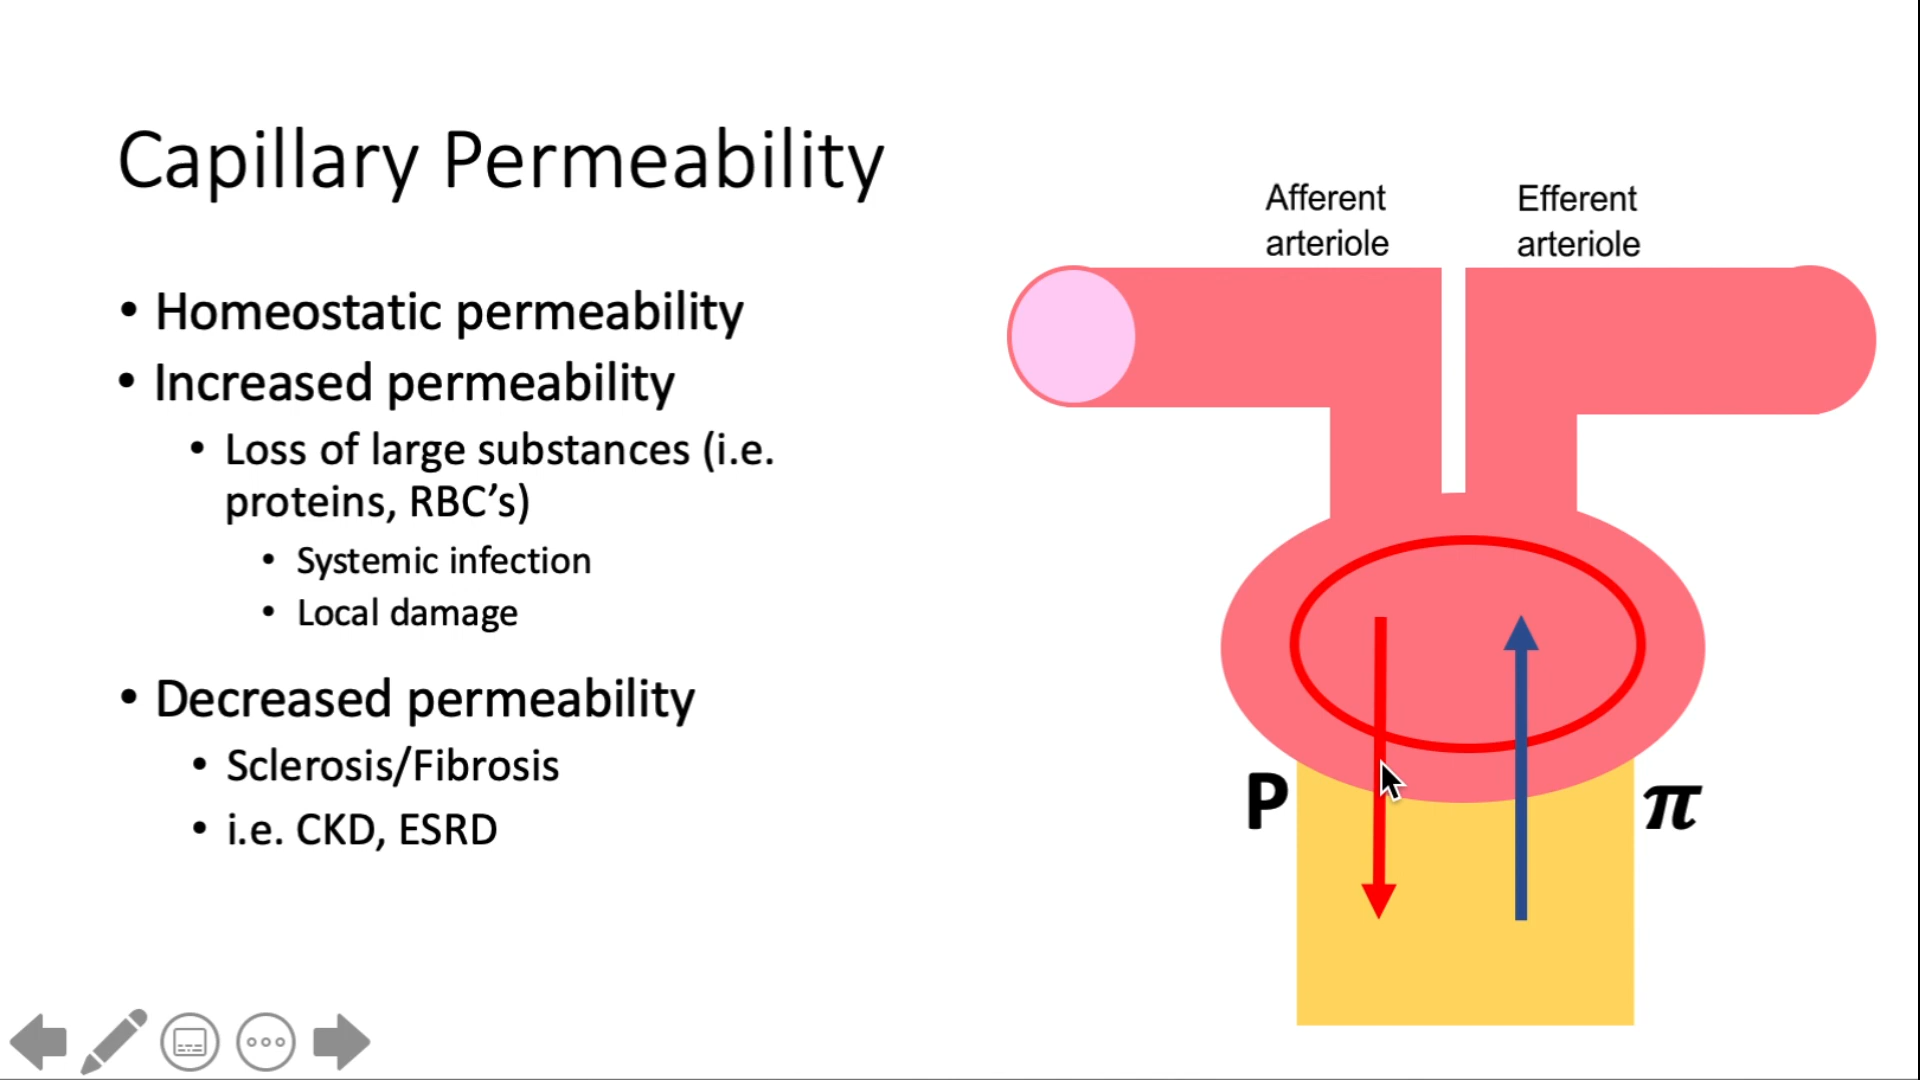 Capillary Permeability
• Homeostatic permeability
• Increased permeability
• Loss of large substances (i.e.
proteins, RBC’s)
• Systemic infection
• Local damage
• Decreased permeability
• Sclerosis/Fibrosis
• i.e. CKD, ESRD
Afferent
arteriole
Efferent
arteriole
P
π